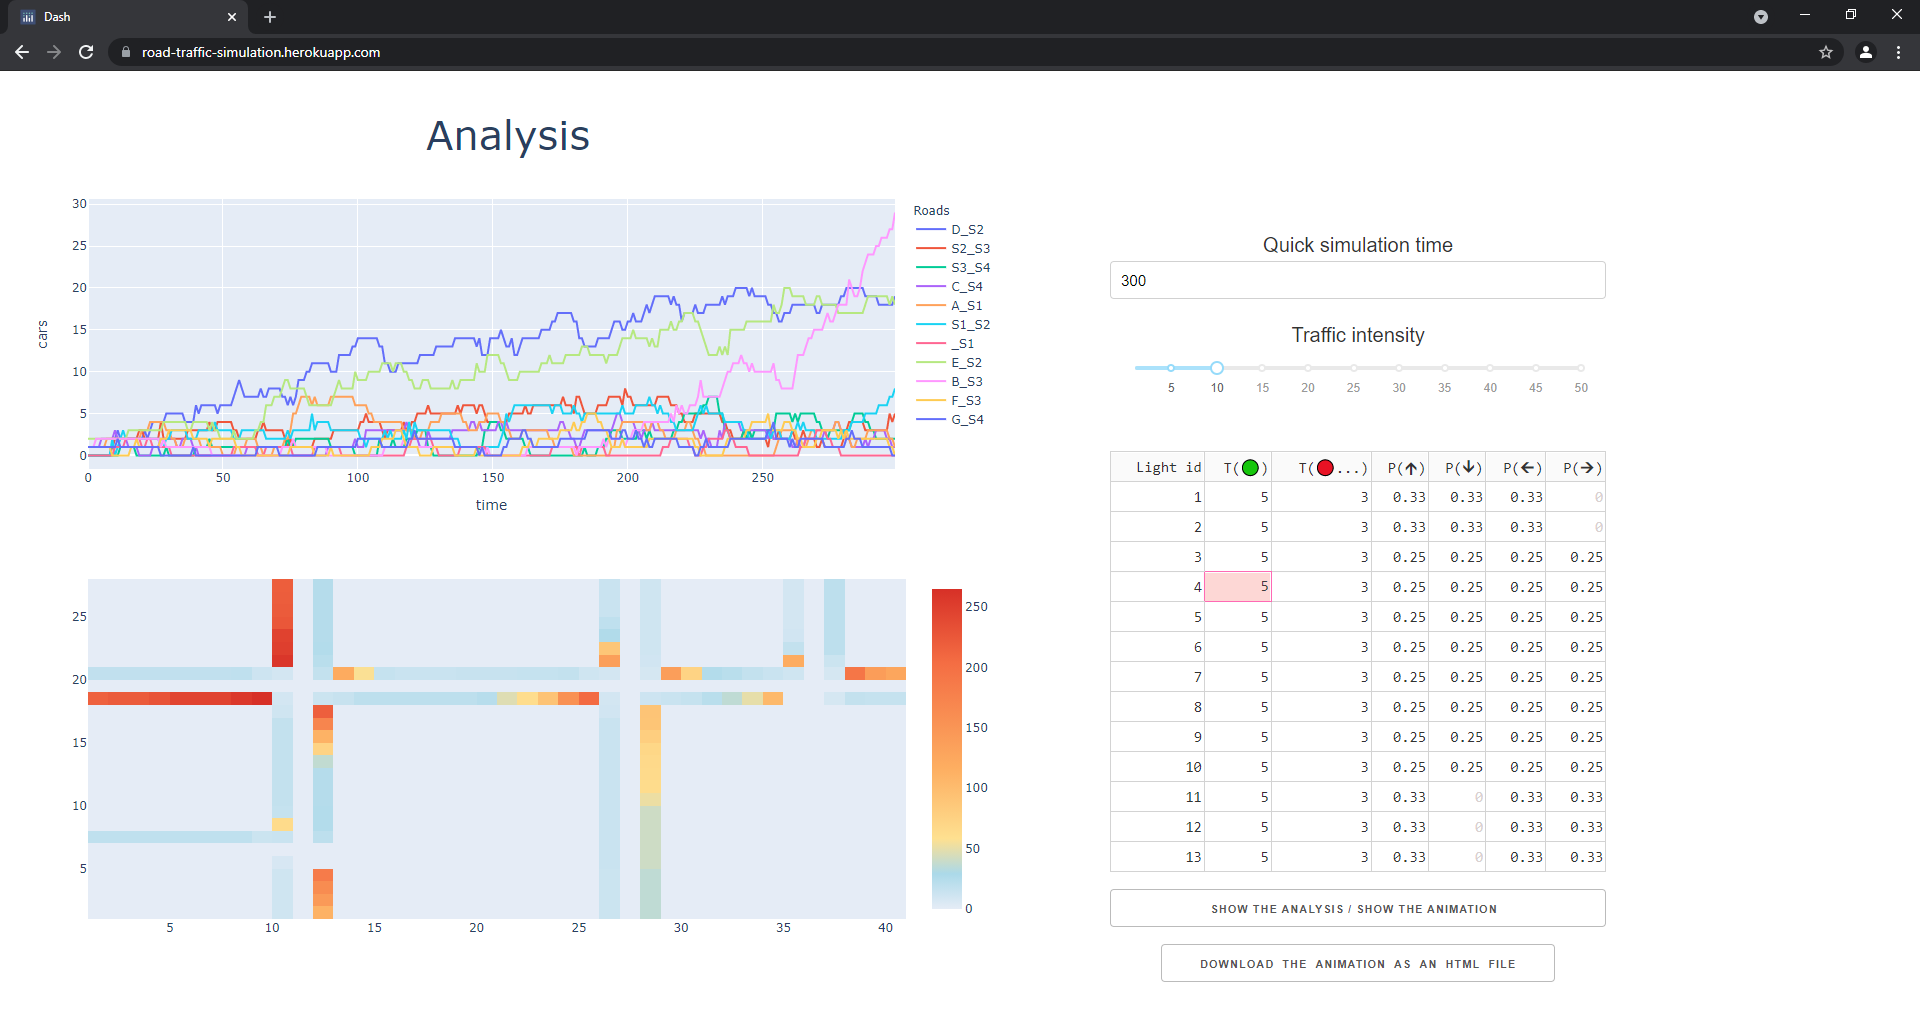 Dash
road-traffic-simulation.herokuapp.com
Analysis
30
25
20
15
10
5
0
cars
0 50 100 150 200 250
time
Roads
D_S2
S2_S3
S3_S4
C_S4
A_S1
S1_S2
_S1
E_S2
B_S3
F_S3
G_S4
25
20
15
10
5
5 10 15 20 25 30 35 40
250
200
150
100
50
0
Quick simulation time
300
Traffic intensity
5 10 15 20 25 30 35 40 45 50
Light id T(🟢) T(🔴...) P(↑) P(↓) P(←) P(→)
1 5 3 0.33 0.33 0.33 0
2 5 3 0.33 0.33 0.33 0
3 5 3 0.25 0.25 0.25 0.25
4 5 3 0.25 0.25 0.25 0.25
5 5 3 0.25 0.25 0.25 0.25
6 5 3 0.25 0.25 0.25 0.25
7 5 3 0.25 0.25 0.25 0.25
8 5 3 0.25 0.25 0.25 0.25
9 5 3 0.25 0.25 0.25 0.25
10 5 3 0.25 0.25 0.25 0.25
11 5 3 0.33 0 0.33 0.33
12 5 3 0.33 0 0.33 0.33
13 5 3 0.33 0 0.33 0.33
SHOW THE ANALYSIS / SHOW THE ANIMATION
DOWNLOAD THE ANIMATION AS AN HTML FILE